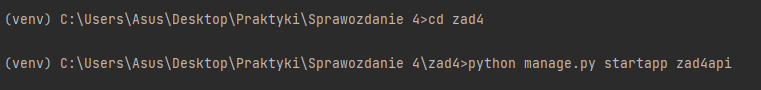 (venv) C:\Users\Asus\Desktop\Praktyki\Sprawozdanie 4>cd zad4
(venv) C:\Users\Asus\Desktop\Praktyki\Sprawozdanie 4\zad4>python manage.py startapp zad4api